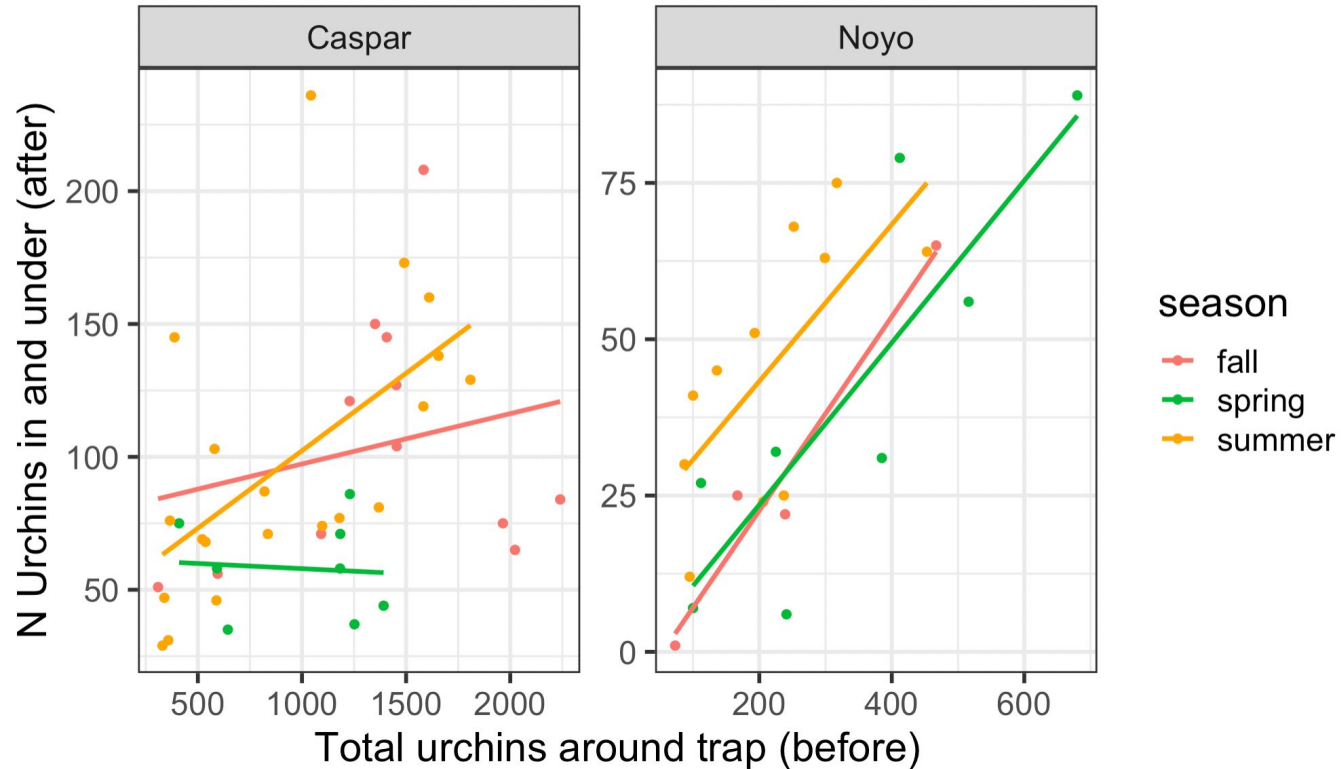 Caspar
Noyo
N Urchins in and under (after)
200
150
100
50
75
50
25
0
500 1000 1500 2000
200 400 600
Total urchins around trap (before)
season
fall
spring
summer